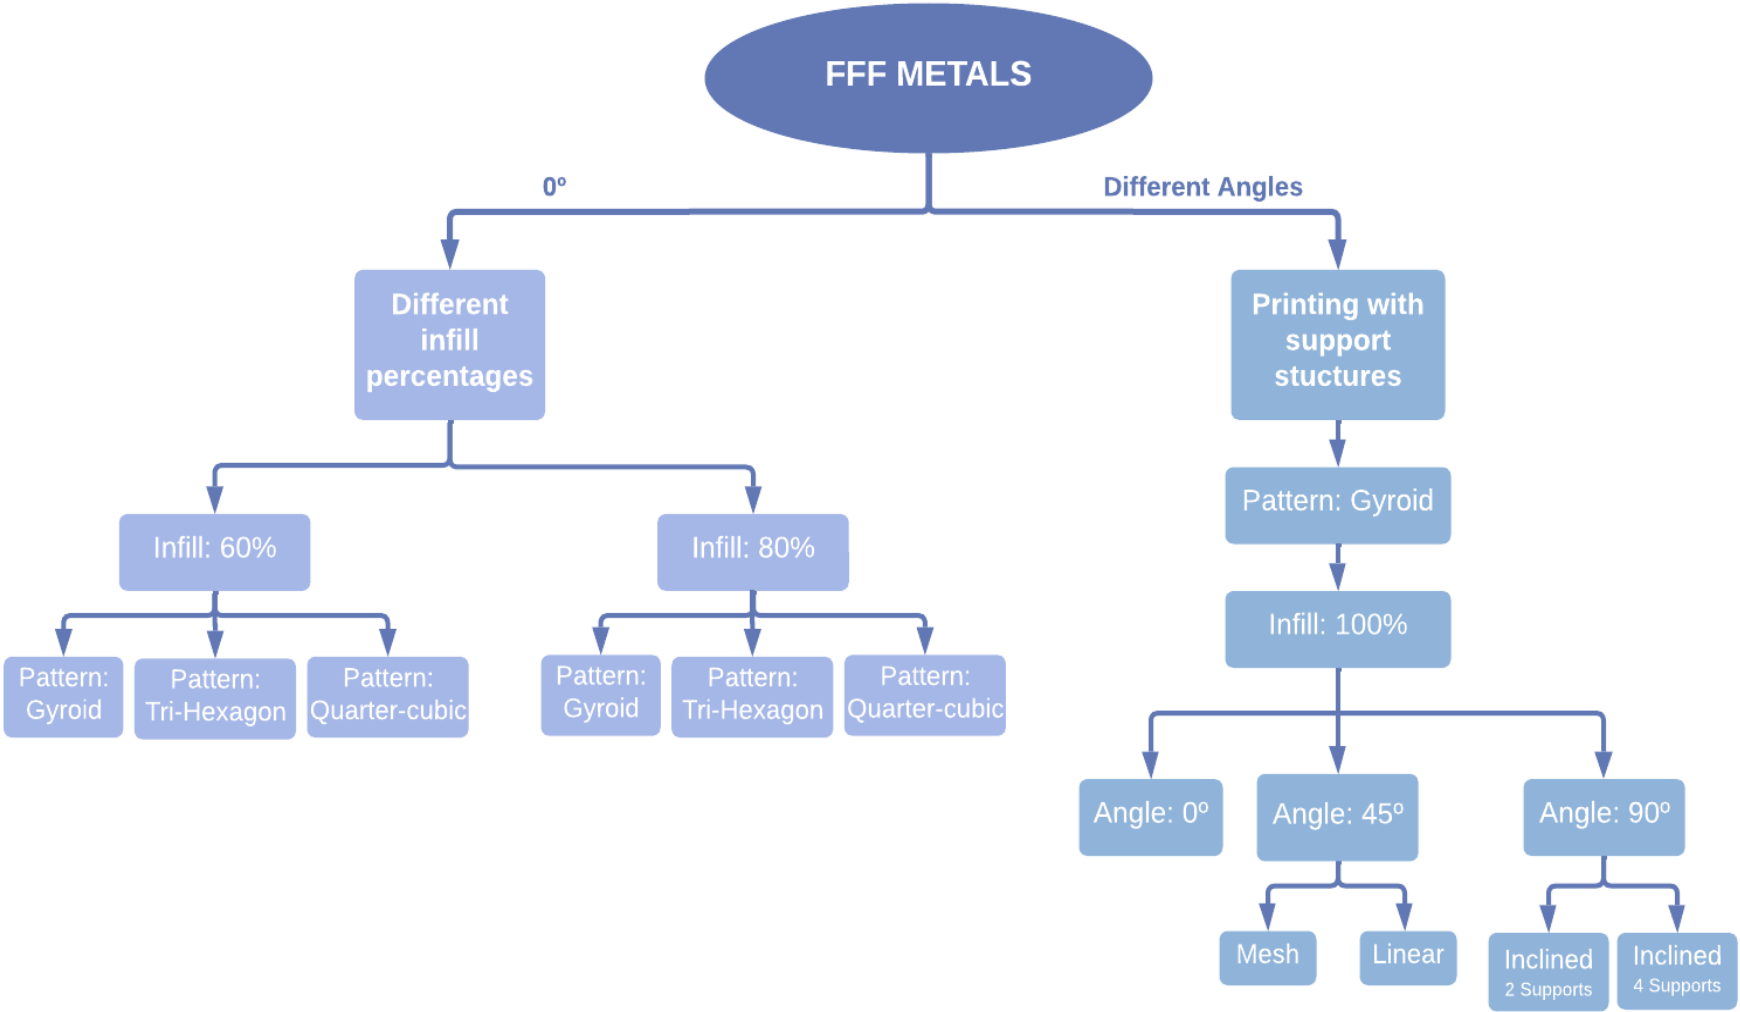 FFF METALS
0º
Different Angles
Different
infill
percentages
Printing with
support
stuctures
Pattern: Gyroid
Infill: 60%
Infill: 80%
Infill: 100%
Pattern:
Gyroid
Pattern:
Tri-Hexagon
Pattern:
Quarter-cubic
Pattern:
Gyroid
Pattern:
Tri-Hexagon
Pattern:
Quarter-cubic
Angle: 0º
Angle: 45º
Angle: 90º
Mesh
Linear
Inclined
2 Supports
Inclined
4 Supports